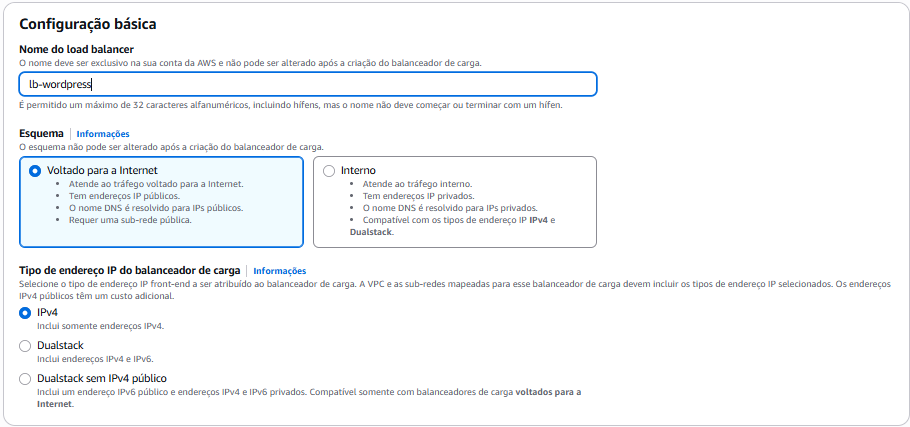 Configuração básica
Nome do load balancer
O nome deve ser exclusivo na sua conta da AWS e não pode ser alterado após a criação do balanceador de carga.
lb-wordpress
É permitido um máximo de 32 caracteres alfanuméricos, incluindo hífens, mas o nome não deve começar ou terminar com um hífen.
Esquema | Informações
O esquema não pode ser alterado após a criação do balanceador de carga.
Voltado para a Internet
• Atende ao tráfego voltado para a Internet.
• Tem endereços IP públicos.
• O nome DNS é resolvido para IPs públicos.
• Requer uma sub-rede pública.
Interno
• Atende ao tráfego interno.
• Tem endereços IP privados.
• O nome DNS é resolvido para IPs privados.
• Compatível com os tipos de endereço IP IPv4 e
Dualstack.
Tipo de endereço IP do balanceador de carga | Informações
Selecione o tipo de endereço IP front-end a ser atribuído ao balanceador de carga. A VPC e as sub-redes mapeadas para esse balanceador de carga devem incluir os tipos de endereço IP selecionados. Os endereços
IPv4 públicos têm um custo adicional.
IPv4
Inclui somente endereços IPv4.
Dualstack
Inclui endereços IPv4 e IPv6.
Dualstack sem IPv4 público
Inclui um endereço IPv6 público e endereços IPv4 e IPv6 privados. Compatível somente com balanceadores de carga voltados para a
Internet.